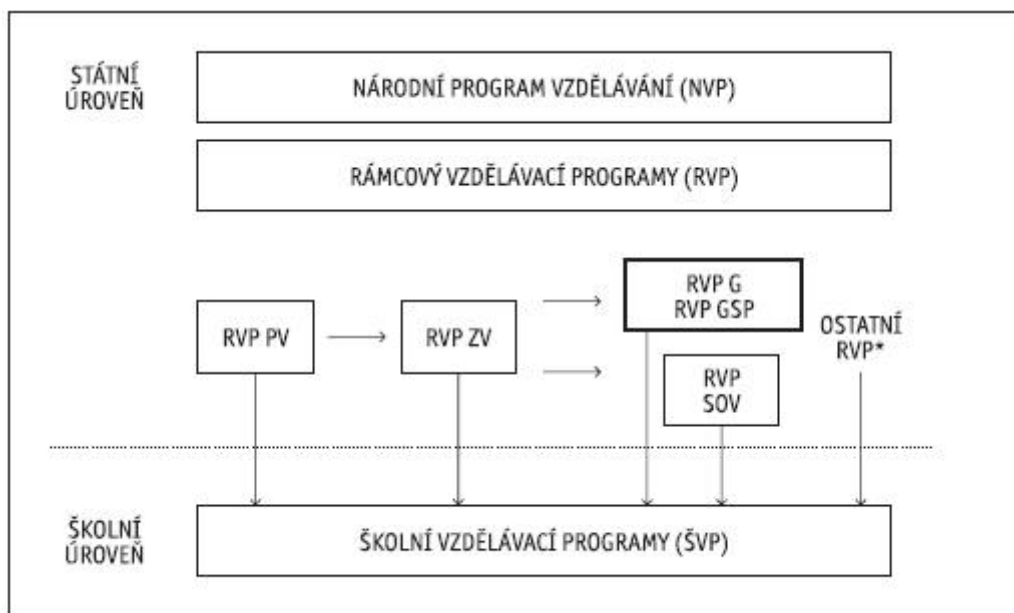 STÁTNÍ
ÚROVEŇ
NÁRODNÍ PROGRAM VZDĚLÁVÁNÍ (NVP)
RÁMCOVÝ VZDĚLÁVACÍ PROGRAMY (RVP)
RVP PV
RVP ZV
RVP G
RVP GSP
RVP
SOV
OSTATNÍ
RVP*
ŠKOLNÍ
ÚROVEŇ
ŠKOLNÍ VZDĚLÁVACÍ PROGRAMY (ŠVP)